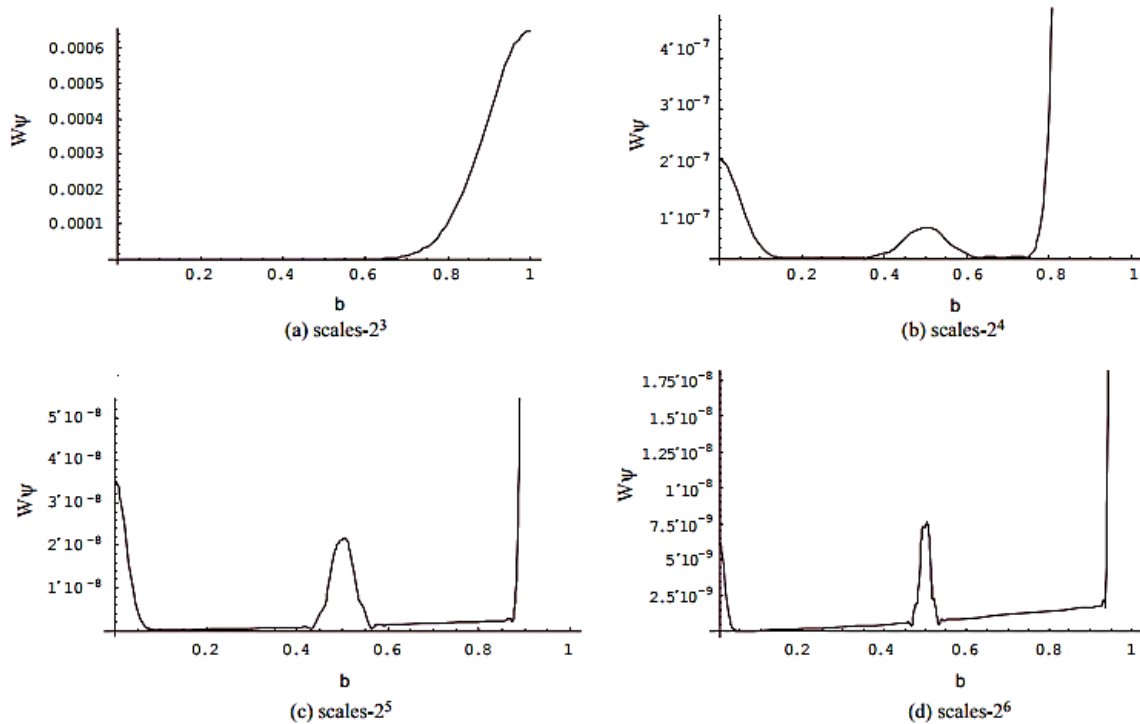 0.0006
0.0005
0.0004
0.0003
0.0002
0.0001
Wψ
0.2 0.4 0.6 0.8 1
b
(a) scales-2³
4´10⁻⁷
3´10⁻⁷
2´10⁻⁷
1´10⁻⁷
Wψ
0.2 0.4 0.6 0.8 1
b
(b) scales-2⁴
5´10⁻⁸
4´10⁻⁸
3´10⁻⁸
2´10⁻⁸
1´10⁻⁸
Wψ
0.2 0.4 0.6 0.8 1
b
(c) scales-2⁵
1.75´10⁻⁸
1.5´10⁻⁸
1.25´10⁻⁸
1´10⁻⁸
7.5´10⁻⁹
5´10⁻⁹
2.5´10⁻⁹
Wψ
0.2 0.4 0.6 0.8 1
b
(d) scales-2⁶